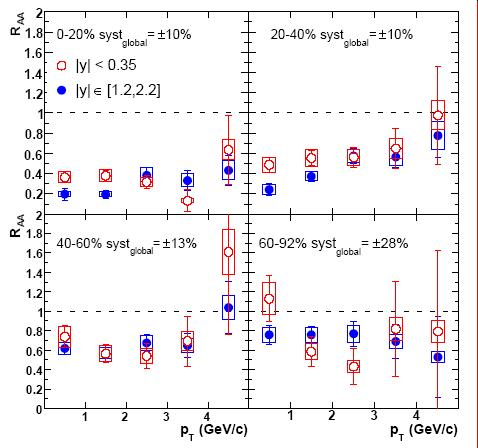 R_AA
2
1.8
1.6
1.4
1.2
1
0.8
0.6
0.4
0.2
0-20% syst_global = ±10%
|y| < 0.35
|y| ∈ [1.2,2.2]
20-40% syst_global = ±10%
R_AA
2
1.8
1.6
1.4
1.2
1
0.8
0.6
0.4
0.2
0
40-60% syst_global = ±13%
60-92% syst_global = ±28%
1 2 3 4
1 2 3 4
p_T (GeV/c)
p_T (GeV/c)